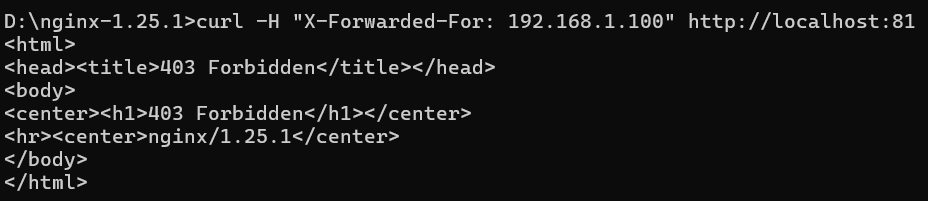 D:\nginx-1.25.1>curl -H "X-Forwarded-For: 192.168.1.100" http://localhost:81
<html>
<head><title>403 Forbidden</title></head>
<body>
<center><h1>403 Forbidden</h1></center>
<hr><center>nginx/1.25.1</center>
</body>
</html>